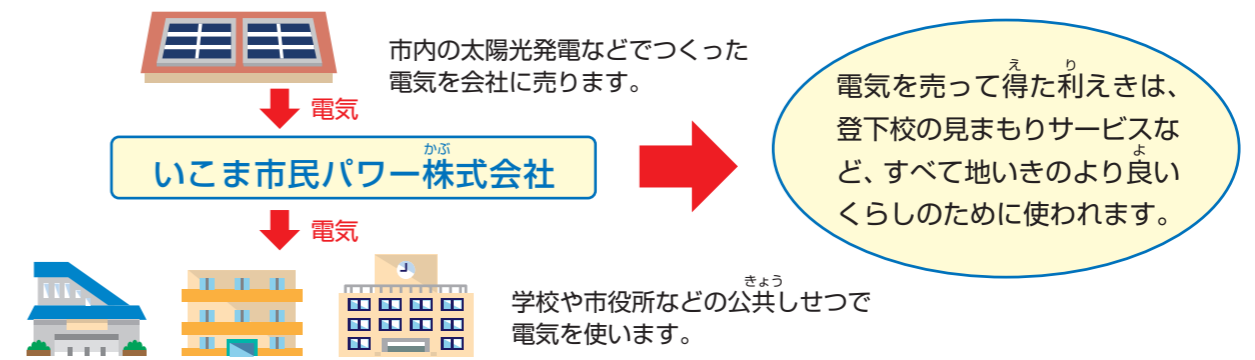 市内の太陽光発電などでつくった
電気を会社に売ります。
電気
いこま市民パワー株式会社
かぶ
電気
学校や市役所などの公共しせつで
きょう
電気を使います。
電気を売って得た利えきは、
え り
登下校の見まもりサービスな
ど、すべて地いきのより良い
よ
くらしのために使われます。